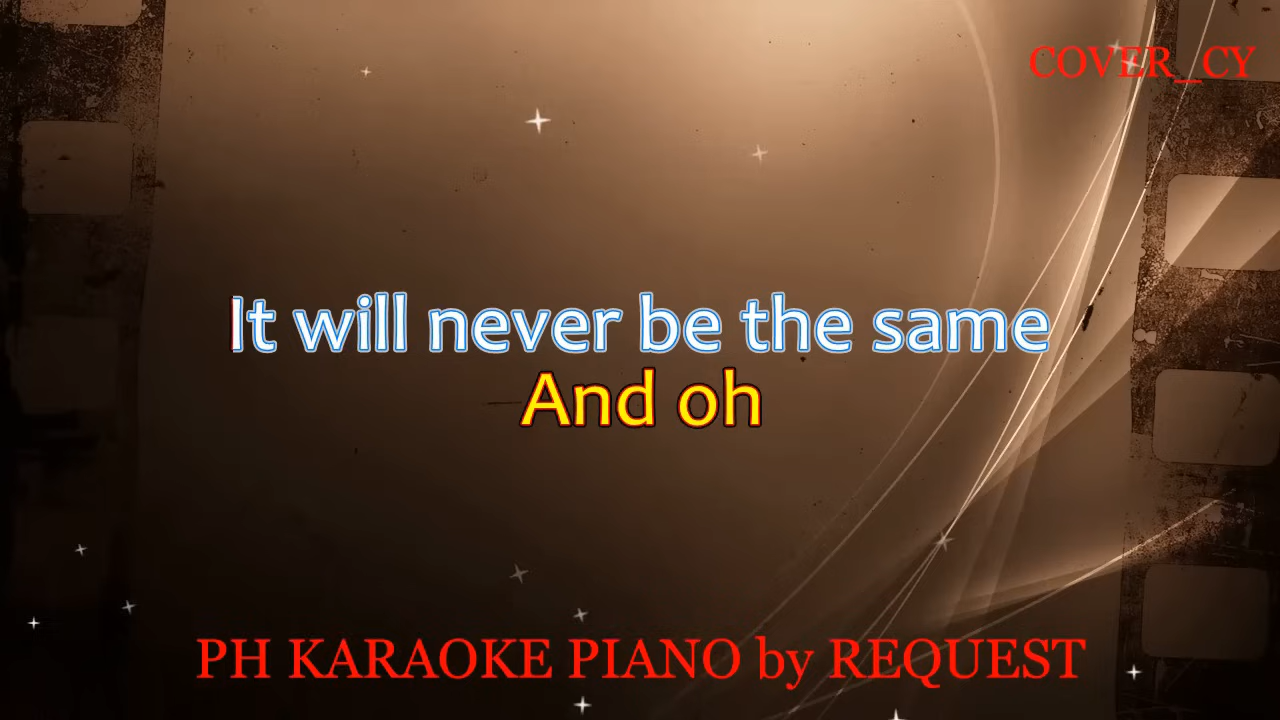 COVER_CY
It will never be the same
And oh
PH KARAOKE PIANO by REQUEST